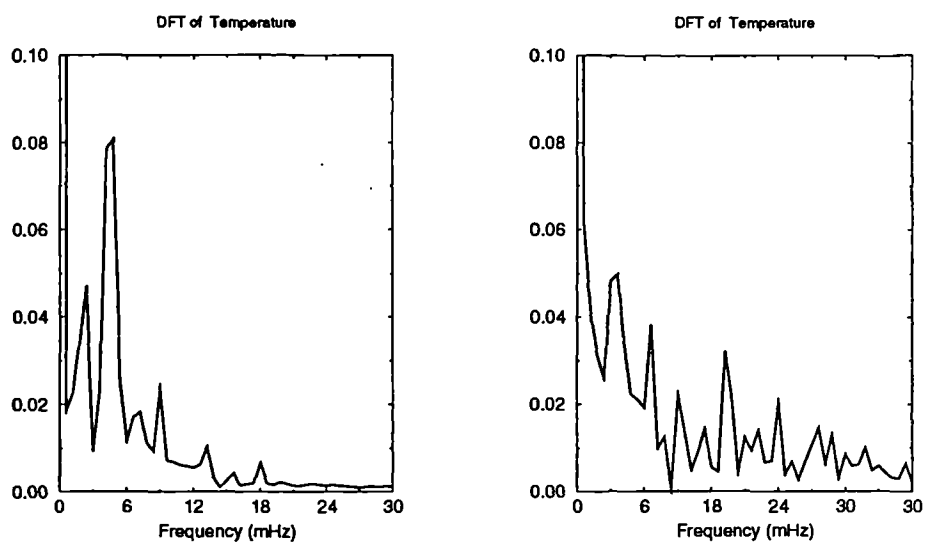 DFT of Temperature
0.10
0.08
0.06
0.04
0.02
0.00
0 6 12 18 24 30
Frequency (mHz)
DFT of Temperature
0.10
0.08
0.06
0.04
0.02
0.00
0 6 18 24 30 30
Frequency (mHz)